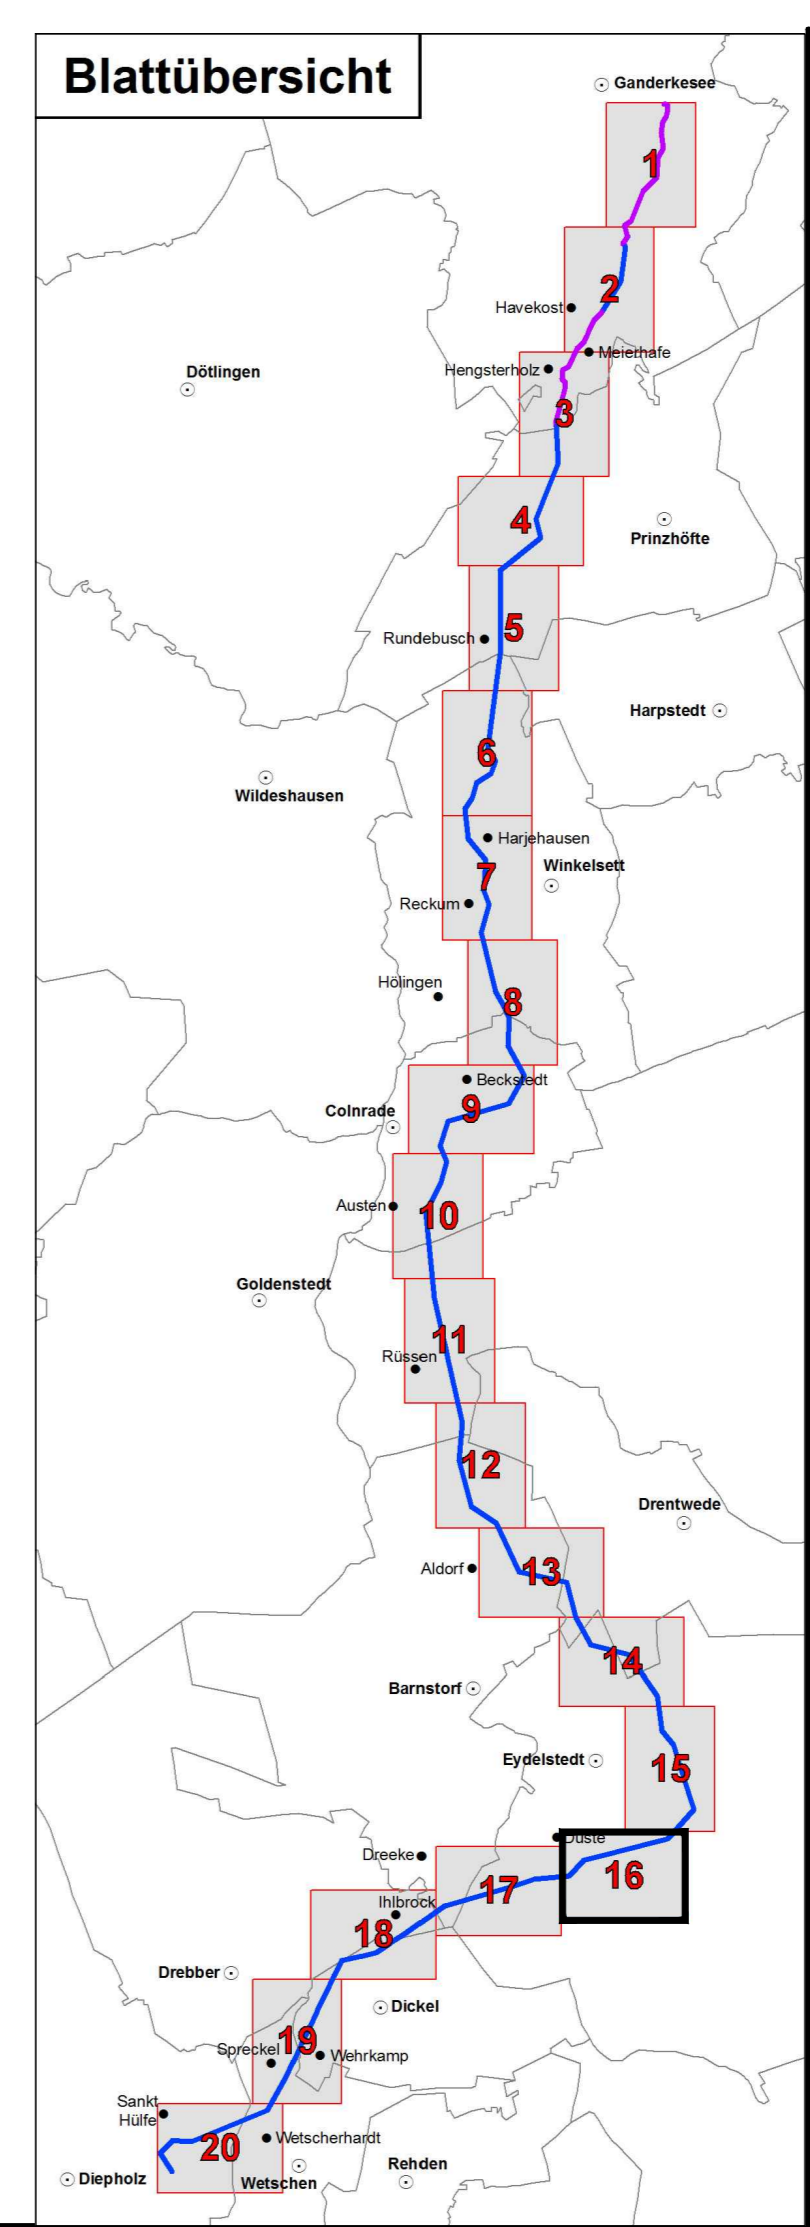 Blattübersicht
Ganderkesee
1
2
Havekost
Meierhafe
Hengsterholz
Dötlingen
3
4
Prinzhöfte
5
Rundebusch
Harpstedt
6
Wildeshausen
Harjehausen
Winkelsett
7
Reckum
Hölingen
8
Beckstedt
9
Colnrade
Austen
10
Goldenstedt
11
Rüssen
12
Drentwede
Aldorf
13
14
Barnstorf
Eydelstedt
15
Düste
Dreeke
16
17
Ihlbrock
18
Drebber
Dickel
19
Spreckel
Wehrkamp
Sankt
Hülfe
Wetscherhardt
20
Rehden
Diepholz
Wetschen